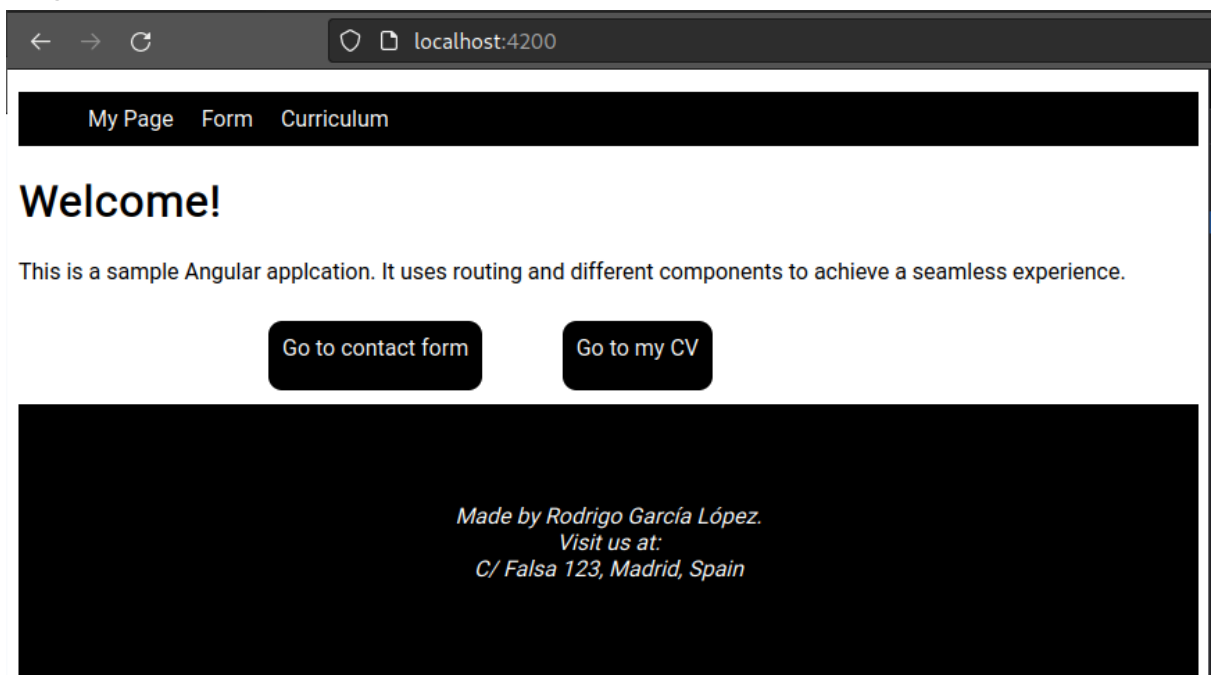 localhost:4200
My Page Form Curriculum
Welcome!
This is a sample Angular applcation. It uses routing and different components to achieve a seamless experience.
Go to contact form Go to my CV
Made by Rodrigo García López.
Visit us at:
C/ Falsa 123, Madrid, Spain